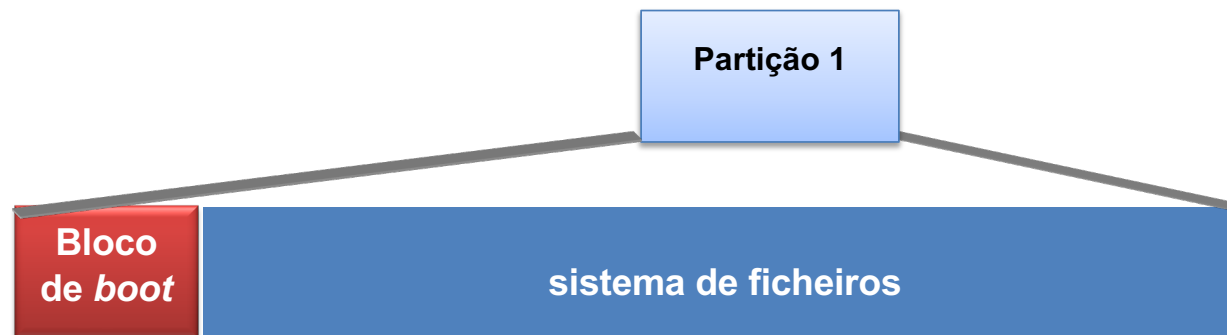 Partição 1
Bloco
de boot
sistema de ficheiros